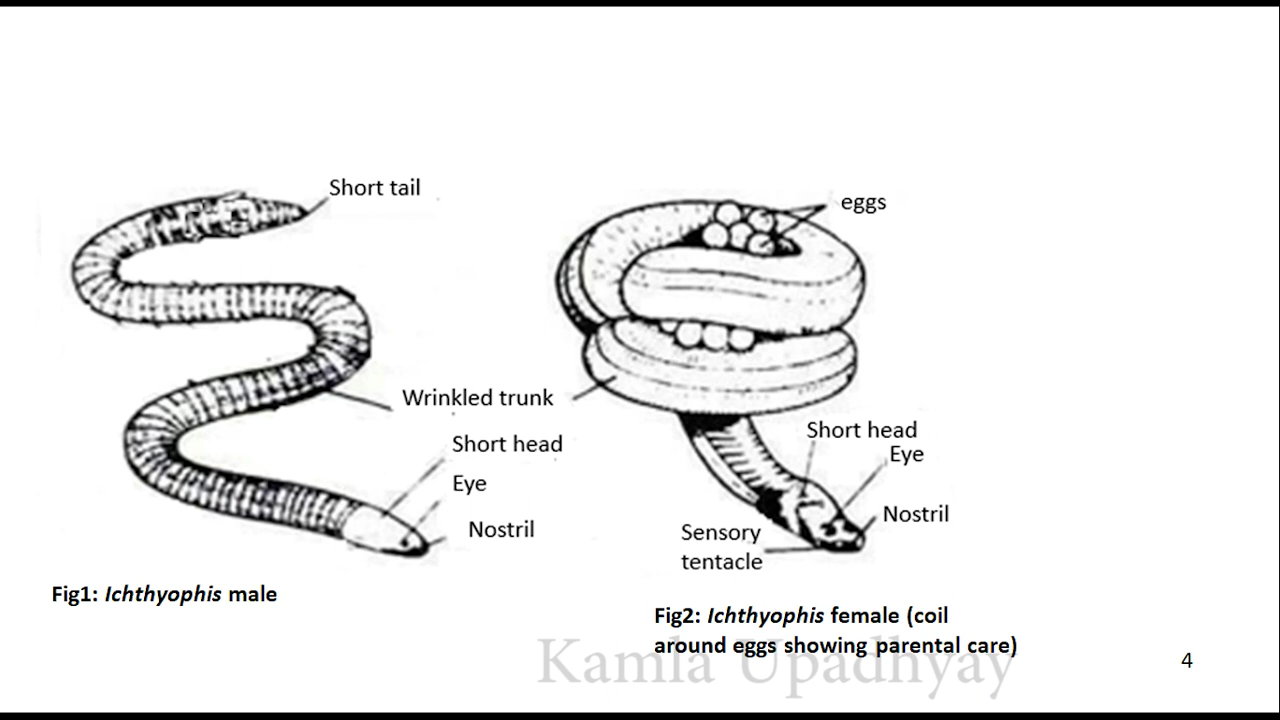 Short tail
Wrinkled trunk
Short head
Eye
Nostril
Fig1: Ichthyophis male
eggs
Short head
Eye
Nostril
Sensory
tentacle
Fig2: Ichthyophis female (coil
around eggs showing parental care)
Kamla Upadhyay
4